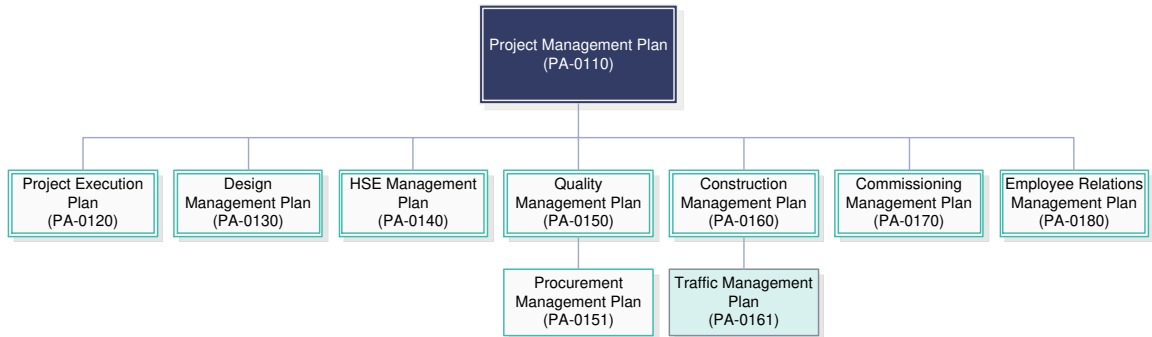 Project Management Plan
(PA-0110)
Project Execution
Plan
(PA-0120)
Design
Management Plan
(PA-0130)
HSE Management
Plan
(PA-0140)
Quality
Management Plan
(PA-0150)
Construction
Management Plan
(PA-0160)
Commissioning
Management Plan
(PA-0170)
Employee Relations
Management Plan
(PA-0180)
Procurement
Management Plan
(PA-0151)
Traffic Management
Plan
(PA-0161)